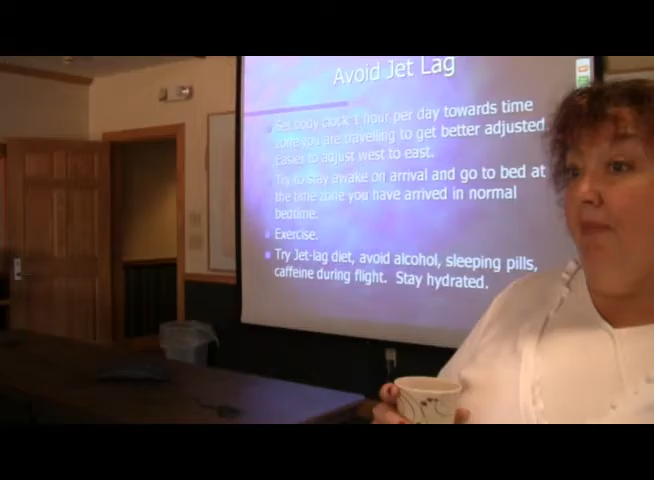 Avoid Jet Lag
Set body clock 1 hour per day towards time
zone you are travelling to get better adjusted.
Easier to adjust west to east.
Try to stay awake on arrival and go to bed at
the time zone you have arrived in normal
bedtime.
Exercise.
Try Jet-lag diet, avoid alcohol, sleeping pills,
caffeine during flight. Stay hydrated.